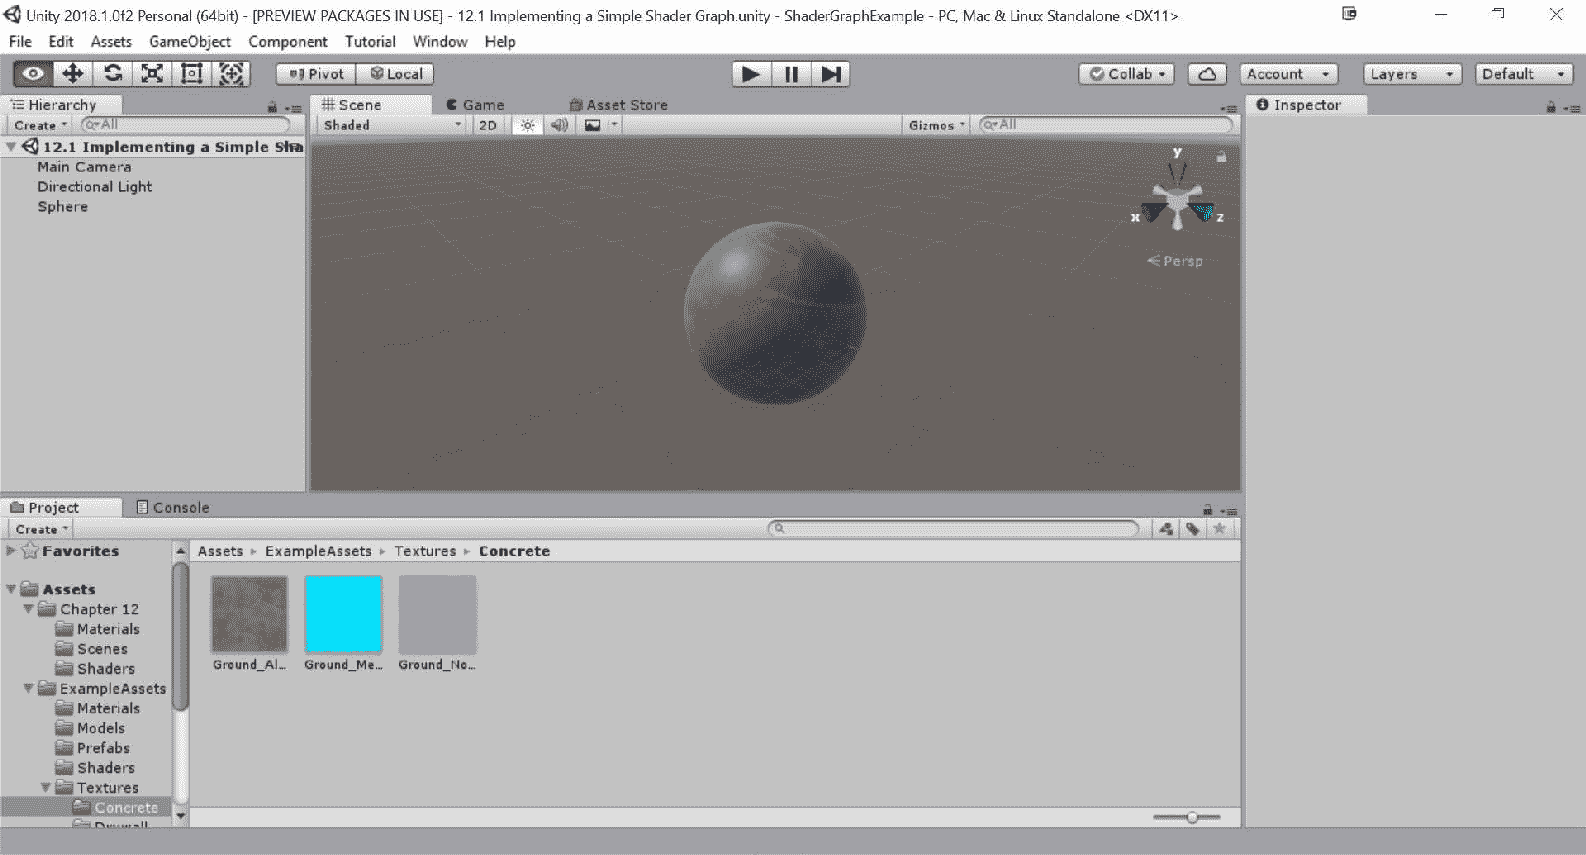 Unity 2018.1.0f2 Personal (64bit) - [PREVIEW PACKAGES IN USE] - 12.1 Implementing a Simple Shader Graph.unity - ShaderGraphExample - PC, Mac & Linux Standalone <DX11>
File Edit Assets GameObject Component Tutorial Window Help
Pivot Local Collab Account Layers Default
Hierarchy Scene Game Asset Store Inspector
Create All Shaded 2D Gizmos All
12.1 Implementing a Simple Sha
Main Camera
Directional Light
Sphere
y
x z
Persp
Project Console
Create
Favorites Assets ExampleAssets Textures Concrete
Assets
Chapter 12
Materials
Scenes
Shaders
Ground_Al... Ground_Me... Ground_No...
ExampleAssets
Materials
Models
Prefabs
Shaders
Textures
Concrete
Drywall